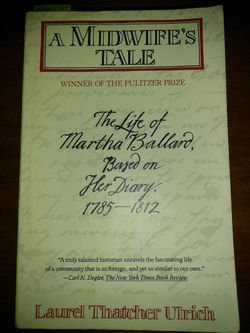 A MIDWIFE'S
TALE
WINNER OF THE PULITZER PRIZE
The Life of
Martha Ballard,
Based on
Her Diary,
1785—1812
"A truly talented historian unravels the fascinating life
of a community that is so foreign, and yet so similar to our own."
—Carl N. Degler, The New York Times Book Review
Laurel Thatcher Ulrich